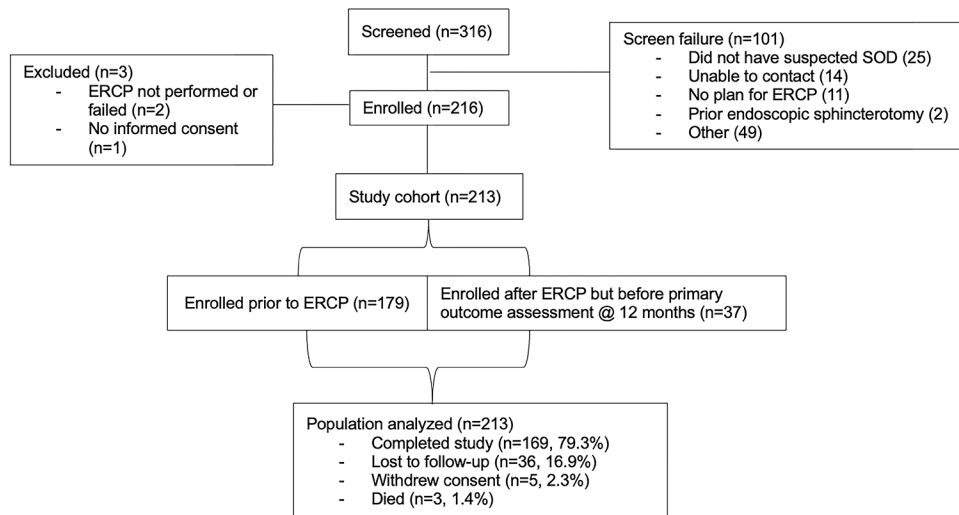 Screened (n=316)
Screen failure (n=101)
- Did not have suspected SOD (25)
- Unable to contact (14)
- No plan for ERCP (11)
- Prior endoscopic sphincterotomy (2)
- Other (49)
Excluded (n=3)
- ERCP not performed or
failed (n=2)
- No informed consent
(n=1)
Enrolled (n=216)
Study cohort (n=213)
Enrolled prior to ERCP (n=179)
Enrolled after ERCP but before primary
outcome assessment @ 12 months (n=37)
Population analyzed (n=213)
- Completed study (n=169, 79.3%)
- Lost to follow-up (n=36, 16.9%)
- Withdrew consent (n=5, 2.3%)
- Died (n=3, 1.4%)